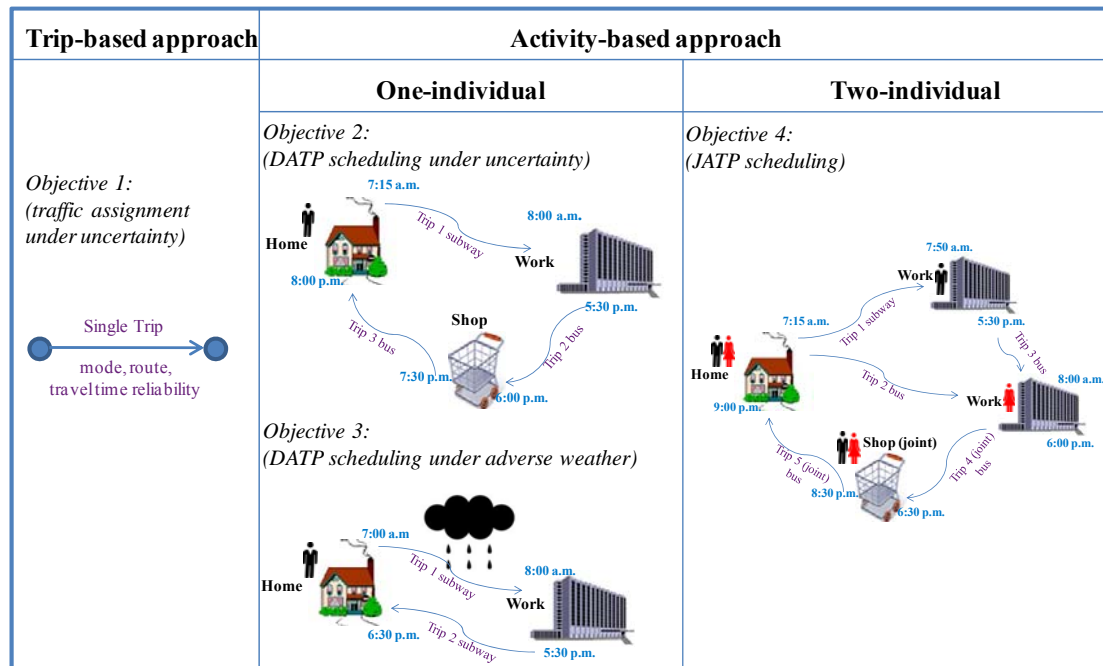 Trip-based approach
Activity-based approach
One-individual
Two-individual
Objective 1:
(traffic assignment
under uncertainty)
Single Trip
mode, route,
travel time reliability
Objective 2:
(DATP scheduling under uncertainty)
7:15 a.m.
8:00 a.m.
Trip 1 subway
Home
Work
8:00 p.m.
5:30 p.m.
Shop
Trip 3 bus
Trip 2 bus
7:30 p.m.
6:00 p.m.
Objective 3:
(DATP scheduling under adverse weather)
7:00 a.m
8:00 a.m.
Trip 1 subway
Home
Work
6:30 p.m.
Trip 2 subway
5:30 p.m.
Objective 4:
(JATP scheduling)
7:50 a.m.
Work
7:15 a.m.
Trip 1 subway
5:30 p.m.
Trip 3 bus
Home
Trip 2 bus
8:00 a.m.
Work
9:00 p.m.
6:00 p.m.
Shop (joint)
Trip 5 (joint)
bus
Trip 4 (joint)
bus
8:30 p.m.
6:30 p.m.